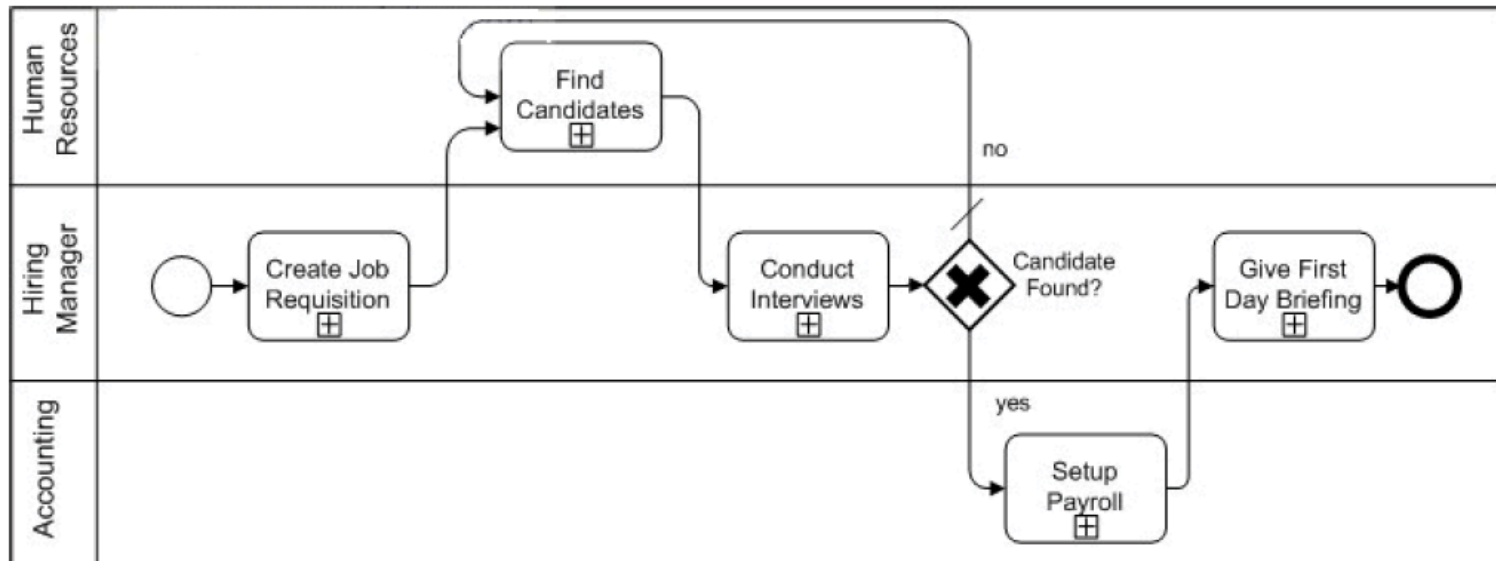 Human
Resources
Find
Candidates
no
Hiring
Manager
Create Job
Requisition
Conduct
Interviews
Candidate
Found?
Give First
Day Briefing
Accounting
yes
Setup
Payroll